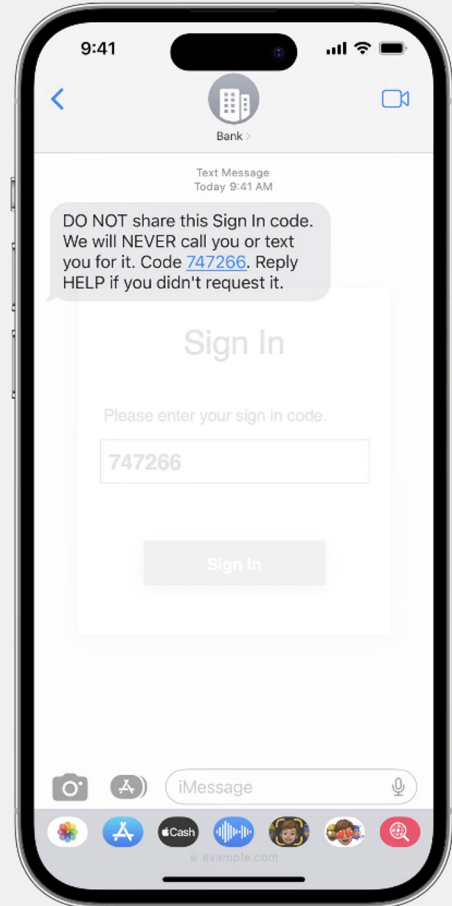 9:41
Bank
Text Message
Today 9:41 AM
DO NOT share this Sign In code.
We will NEVER call you or text
you for it. Code 747266. Reply
HELP if you didn't request it.
Sign In
Please enter your sign in code.
747266
Sign In
iMessage
Cash
example.com